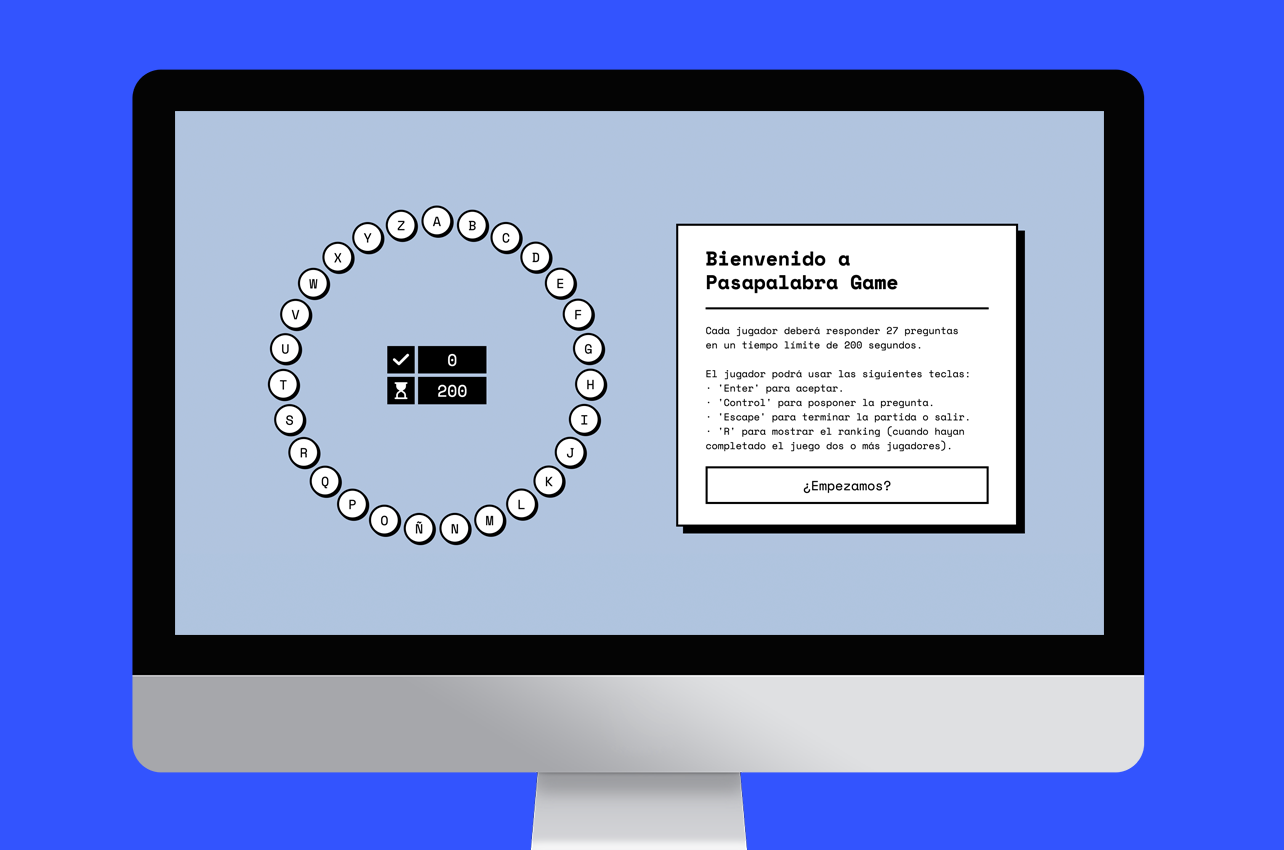 A
B
C
D
E
F
G
H
I
J
K
L
M
N
Ñ
O
P
Q
R
S
T
U
V
W
X
Y
Z
0
200
Bienvenido a
Pasapalabra Game
Cada jugador deberá responder 27 preguntas
en un tiempo límite de 200 segundos.
El jugador podrá usar las siguientes teclas:
· 'Enter' para aceptar.
· 'Control' para posponer la pregunta.
· 'Escape' para terminar la partida o salir.
· 'R' para mostrar el ranking (cuando hayan
completado el juego dos o más jugadores).
¿Empezamos?